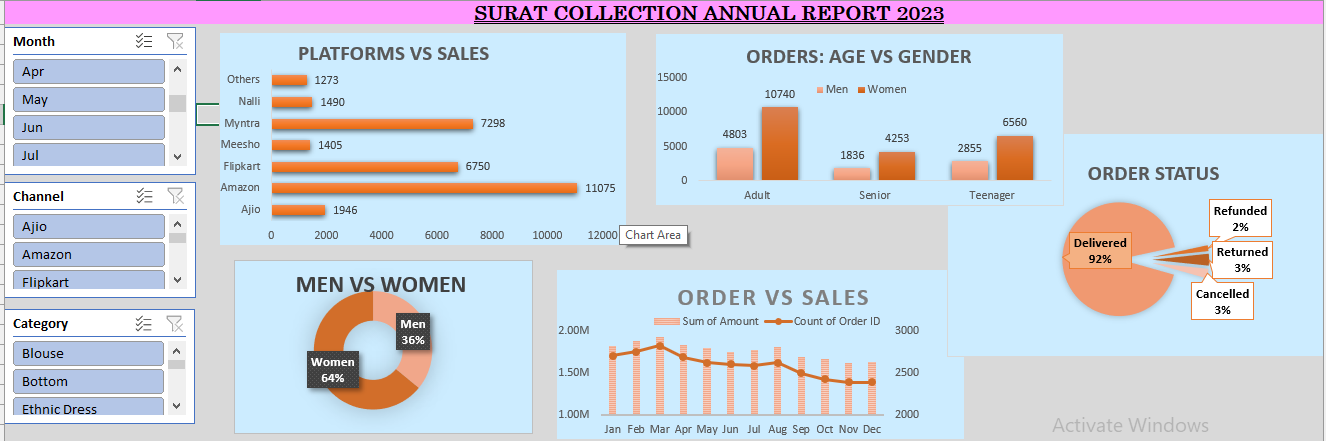 SURAT COLLECTION ANNUAL REPORT 2023
Month
Apr
May
Jun
Jul
Channel
Ajio
Amazon
Flipkart
Category
Blouse
Bottom
Ethnic Dress
PLATFORMS VS SALES
Others 1273
Nalli 1490
Myntra 7298
Meesho 1405
Flipkart 6750
Amazon 11075
Ajio 1946
0 2000 4000 6000 8000 10000 12000
Chart Area
ORDERS: AGE VS GENDER
Men Women
15000
10000
5000
0
4803 10740 1836 4253 2855 6560
Adult Senior Teenager
ORDER STATUS
Delivered
92%
Refunded
2%
Returned
3%
Cancelled
3%
MEN VS WOMEN
Men
36%
Women
64%
ORDER VS SALES
Sum of Amount Count of Order ID
2.00M 3000
1.50M 2500
1.00M 2000
Jan Feb Mar Apr May Jun Jul Aug Sep Oct Nov Dec
Activate Windows